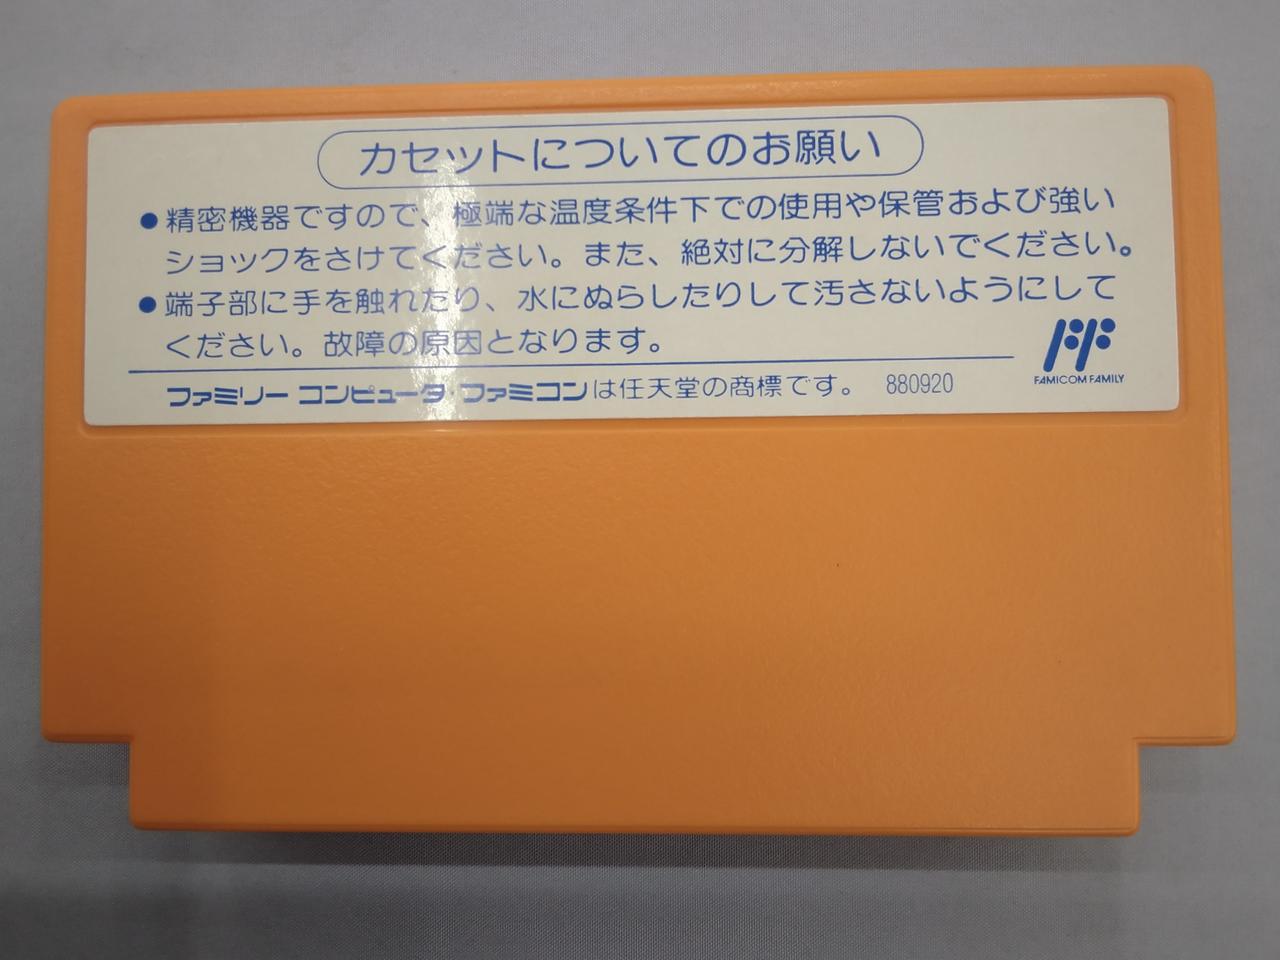 カセットについてのお願い
●精密機器ですので、極端な温度条件下での使用や保管および強い
ショックをさけてください。また、絶対に分解しないでください。
●端子部に手を触れたり、水にぬらしたりして汚さないようにして
ください。故障の原因となります。
ファミリー コンピュータ・ファミコンは任天堂の商標です。 880920
FAMICOM FAMILY